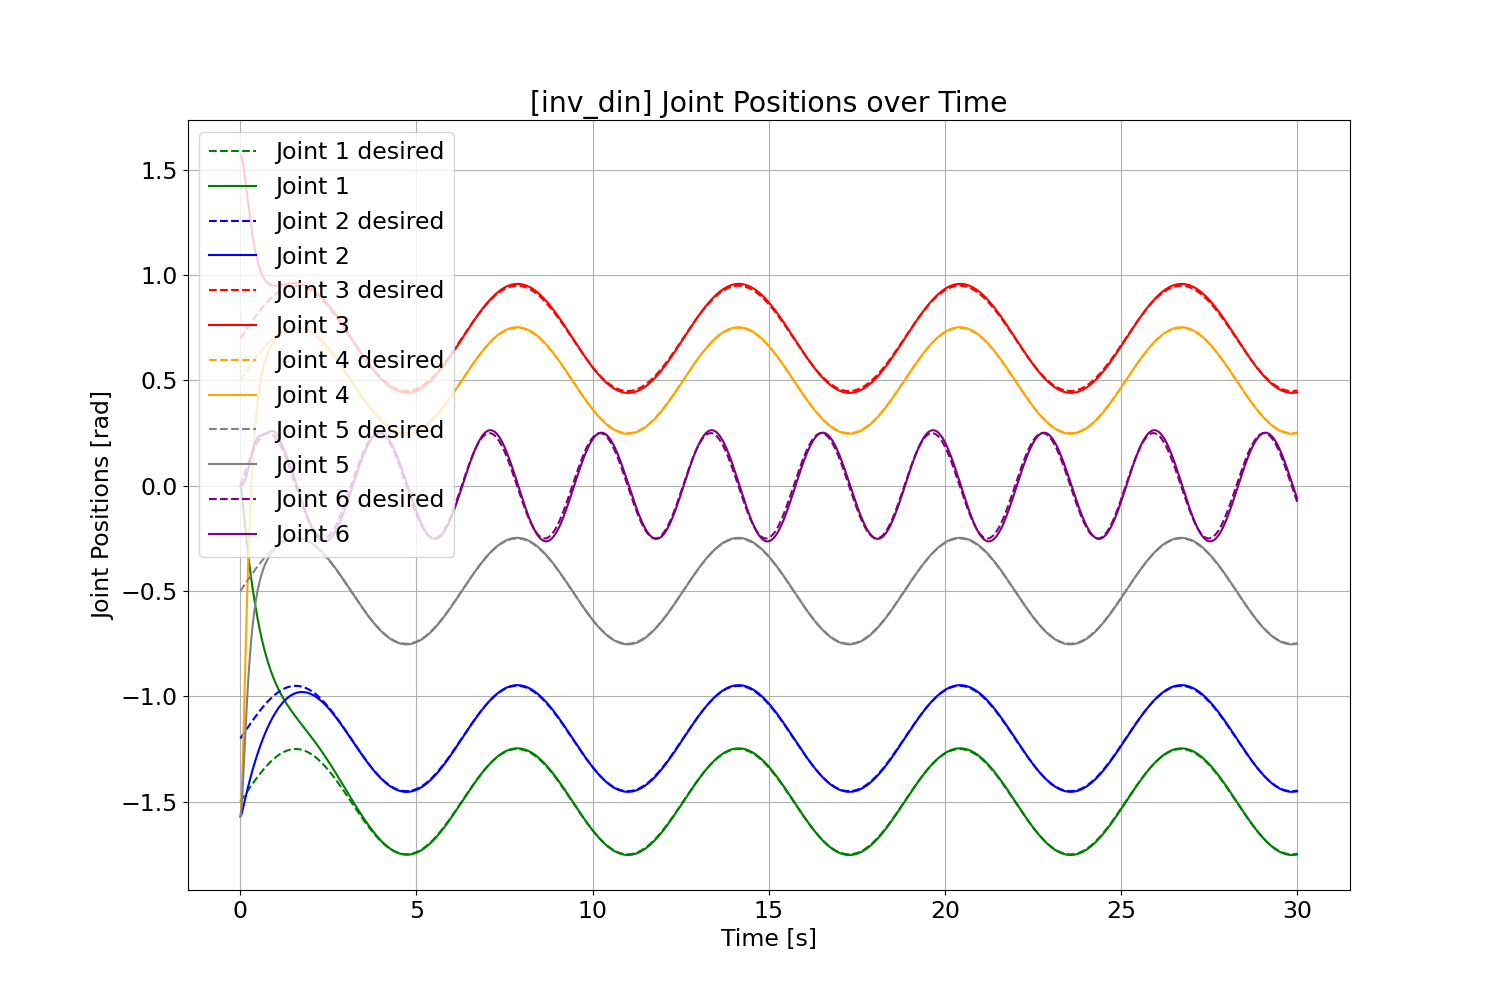 [inv_din] Joint Positions over Time
Joint 1 desired
Joint 1
Joint 2 desired
Joint 2
Joint 3 desired
Joint 3
Joint 4 desired
Joint 4
Joint 5 desired
Joint 5
Joint 6 desired
Joint 6
Joint Positions [rad]
1.5
1.0
0.5
0.0
−0.5
−1.0
−1.5
0 5 10 15 20 25 30
Time [s]